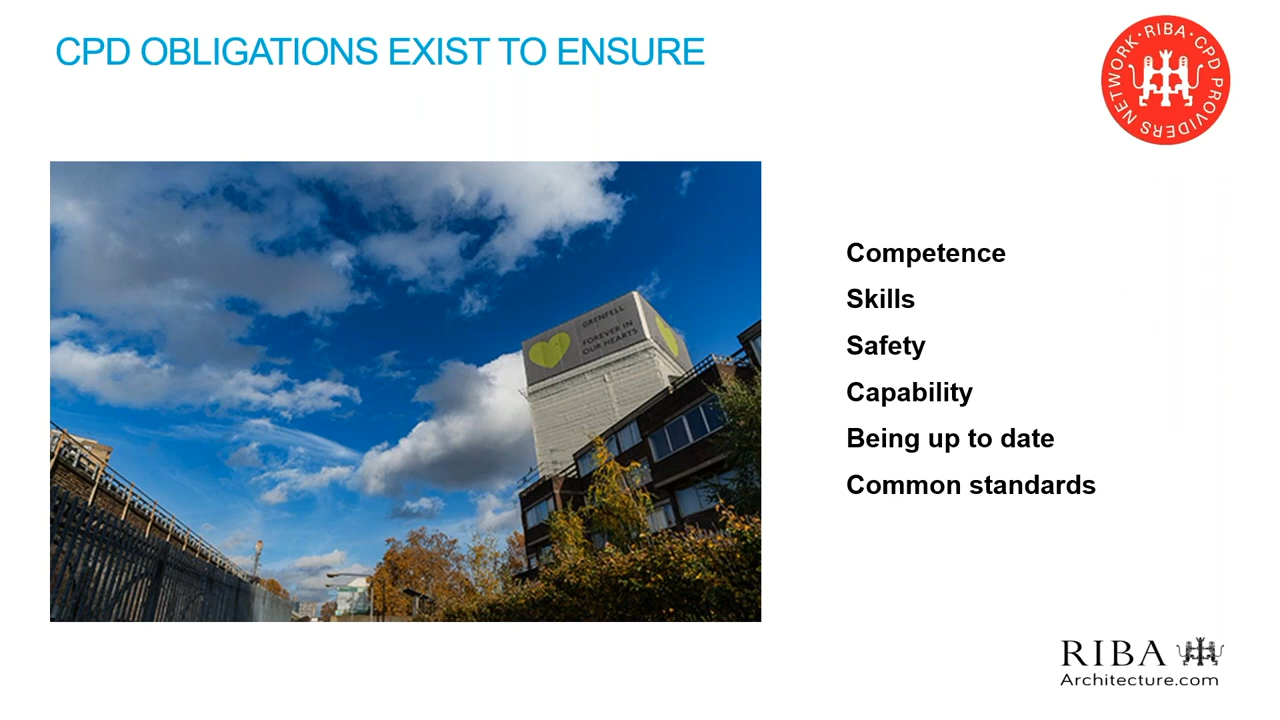 CPD OBLIGATIONS EXIST TO ENSURE
NETWORK · RIBA · CPD PROVIDERS
GRENFELL
FOREVER IN
OUR HEARTS
Competence
Skills
Safety
Capability
Being up to date
Common standards
RIBA
Architecture.com